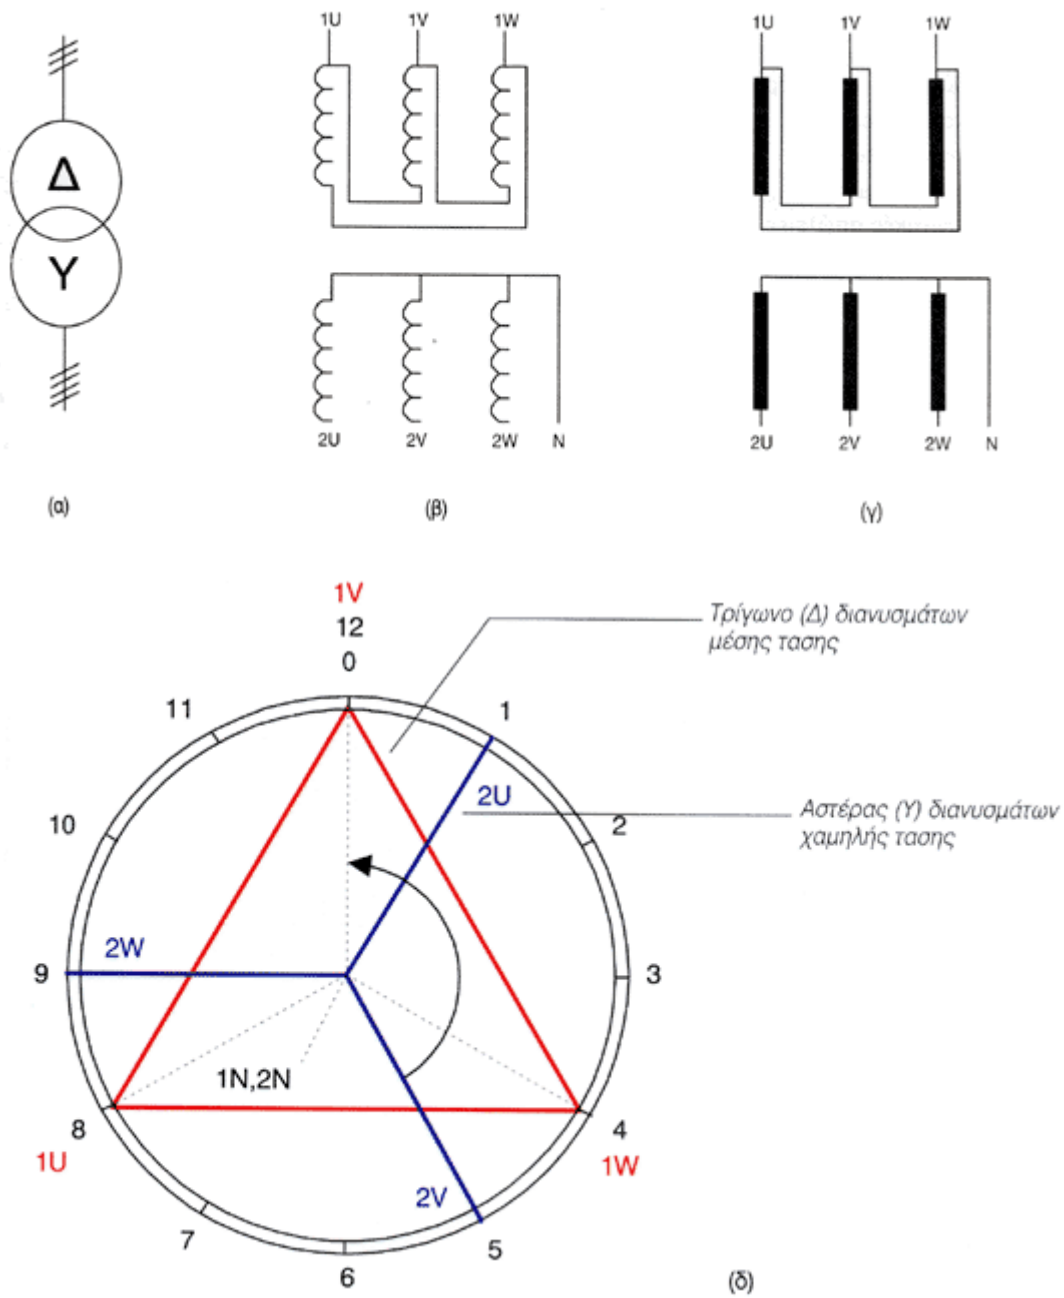 1U 1V 1W
1U 1V 1W
Δ
Υ
2U 2V 2W N
2U 2V 2W N
(α)
(β)
(γ)
1V
12
0
11
1
10
2
9
3
8
4
7
5
6
1U
1W
2U
2W
2V
1N,2N
Τρίγωνο (Δ) διανυσμάτων
μέσης τασης
Αστέρας (Υ) διανυσμάτων
χαμηλής τασης
(δ)